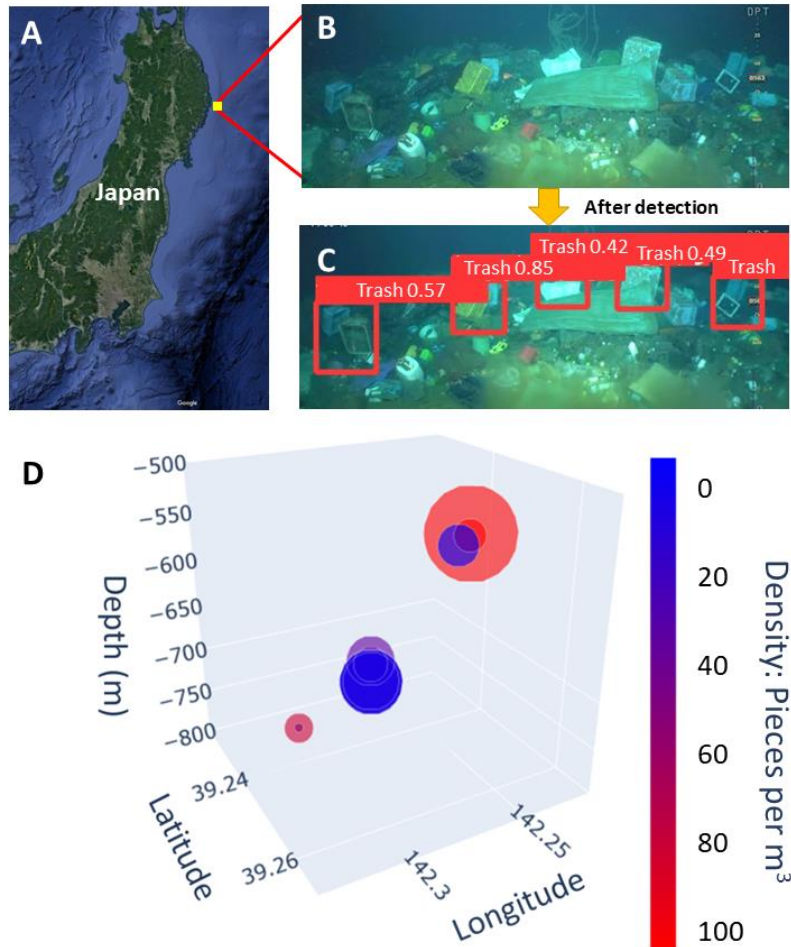 A
Japan
Google
B
DPT
After detection
C
Trash 0.57
Trash 0.85
Trash 0.42
Trash 0.49
Trash
D
−500
−550
−600
−650
−700
−750
−800
Depth (m)
39.24
39.26
Latitude
142.3
142.25
Longitude
0
20
40
60
80
100
Density: Pieces per m³